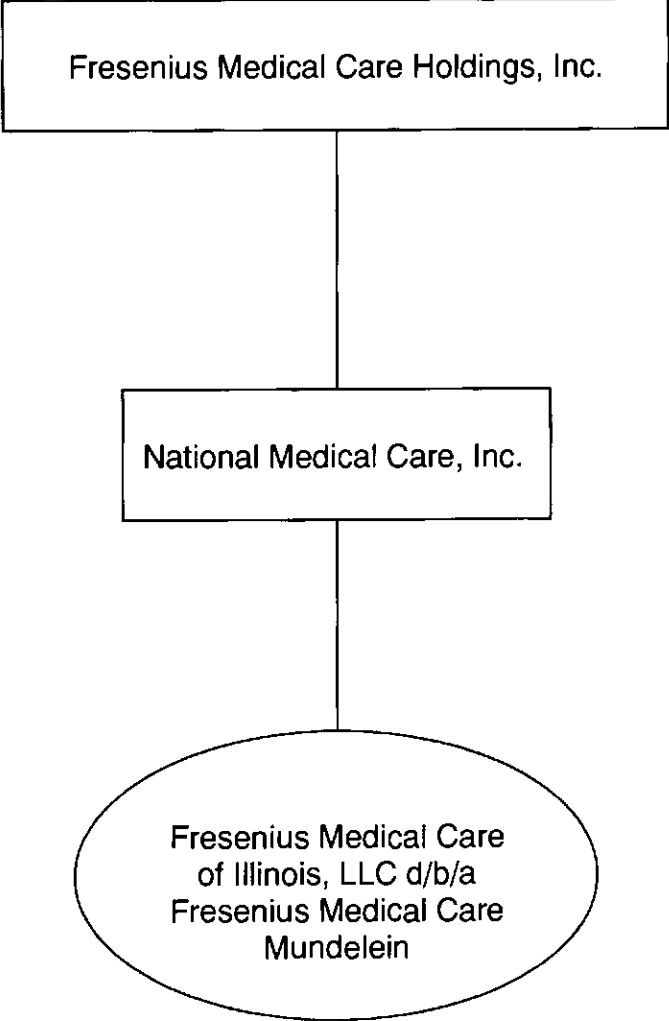 Fresenius Medical Care Holdings, Inc.
National Medical Care, Inc.
Fresenius Medical Care
of Illinois, LLC d/b/a
Fresenius Medical Care
Mundelein